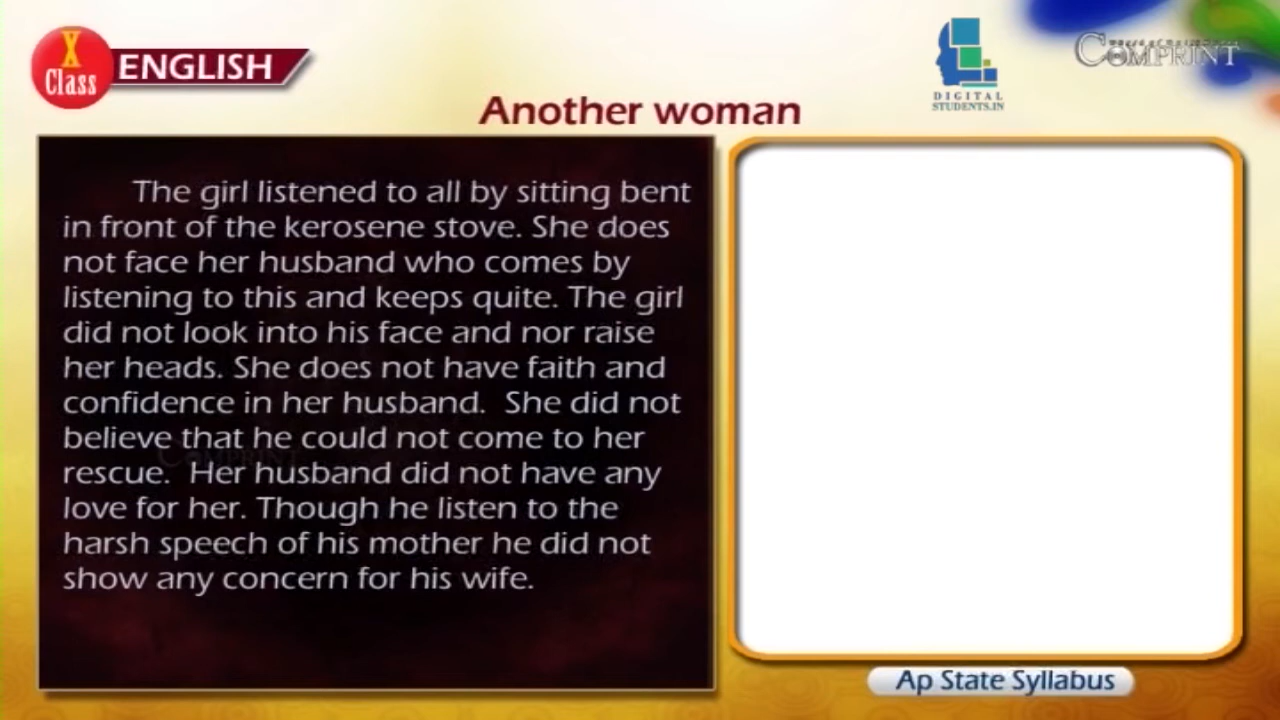 X
Class
ENGLISH
DIGITAL
STUDENTS.IN
COMPRINT
Another woman
The girl listened to all by sitting bent
in front of the kerosene stove. She does
not face her husband who comes by
listening to this and keeps quite. The girl
did not look into his face and nor raise
her heads. She does not have faith and
confidence in her husband. She did not
believe that he could not come to her
rescue. Her husband did not have any
love for her. Though he listen to the
harsh speech of his mother he did not
show any concern for his wife.
Ap State Syllabus